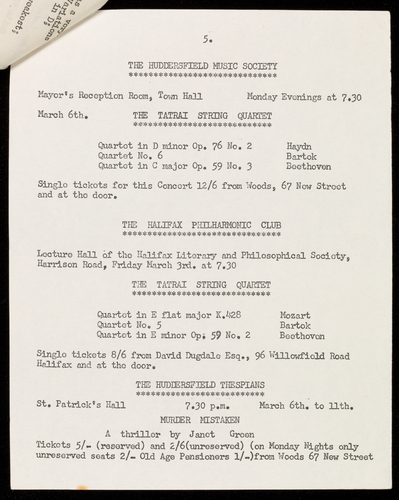 5.
THE HUDDERSFIELD MUSIC SOCIETY
******************************
Mayor's Reception Room, Town Hall Monday Evenings at 7.30
March 6th. THE TATRAI STRING QUARTET
*************************
Quartet in D minor Op. 76 No. 2 Haydn
Quartet No. 6 Bartok
Quartet in C major Op. 59 No. 3 Beethoven
Single tickets for this Concert 12/6 from Woods, 67 New Street
and at the door.
THE HALIFAX PHILHARMONIC CLUB
*****************************
Lecture Hall of the Halifax Literary and Philosophical Society,
Harrison Road, Friday March 3rd. at 7.30
THE TATRAI STRING QUARTET
*************************
Quartet in E flat major K.428 Mozart
Quartet No. 5 Bartok
Quartet in E minor Op. 59 No. 2 Beethoven
Single tickets 8/6 from David Dugdale Esq., 96 Willowfield Road
Halifax and at the door.
THE HUDDERSFIELD THESPIANS
**************************
St. Patrick's Hall 7.30 p.m. March 6th. to 11th.
MURDER MISTAKEN
A thriller by Janet Green
Tickets 5/- (reserved) and 2/6(unreserved) (on Monday Nights only
unreserved seats 2/- Old Age Pensioners 1/-)from Woods 67 New Street